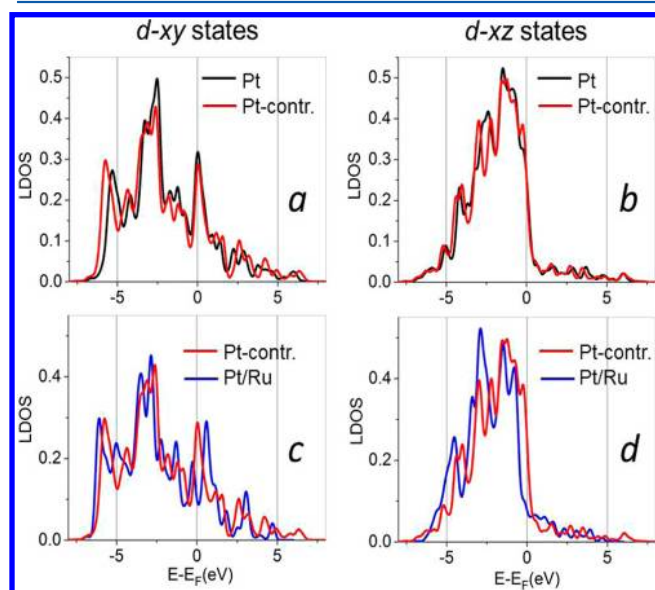 d-xy states
d-xz states
0.5
0.4
0.3
0.2
0.1
0.0
LDOS
Pt
Pt-contr.
a
-5
0
5
0.5
0.4
0.3
0.2
0.1
0.0
LDOS
Pt
Pt-contr.
b
-5
0
5
0.4
0.2
0.0
LDOS
Pt-contr.
Pt/Ru
c
-5
0
5
E-EF(eV)
0.4
0.2
0.0
LDOS
Pt-contr.
Pt/Ru
d
-5
0
5
E-EF(eV)